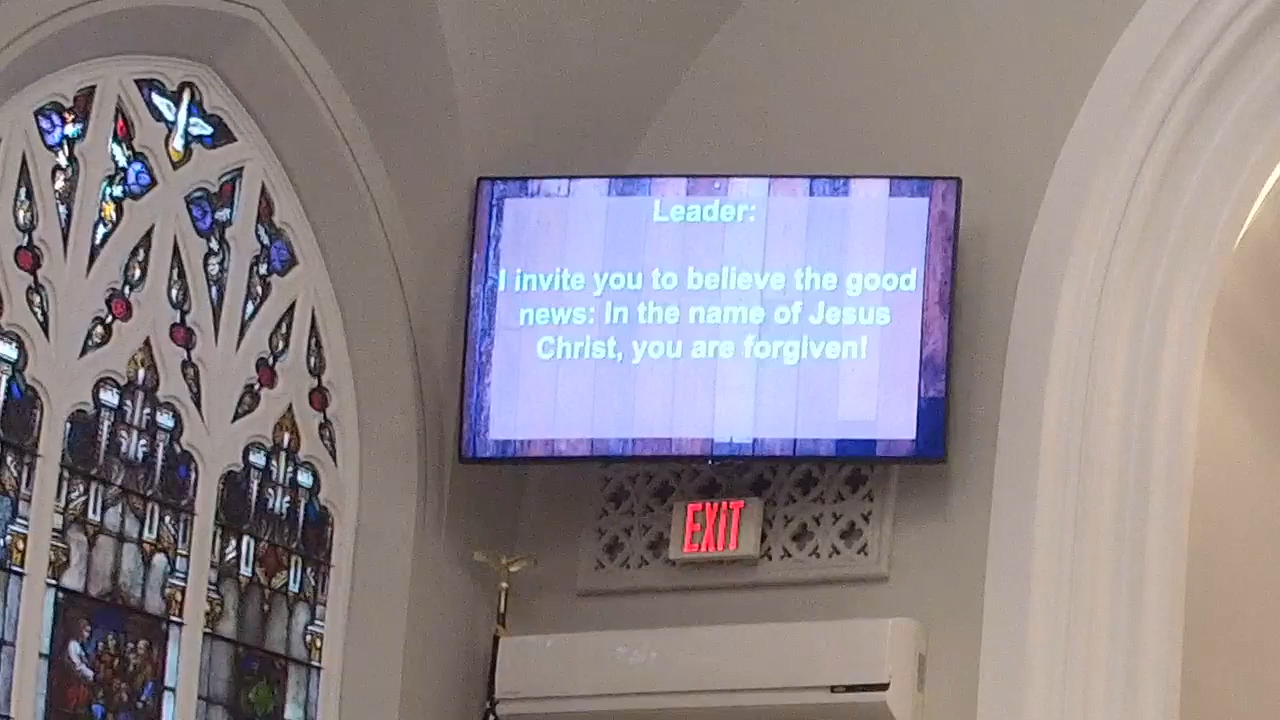 Leader:
I invite you to believe the good
news: In the name of Jesus
Christ, you are forgiven!
EXIT